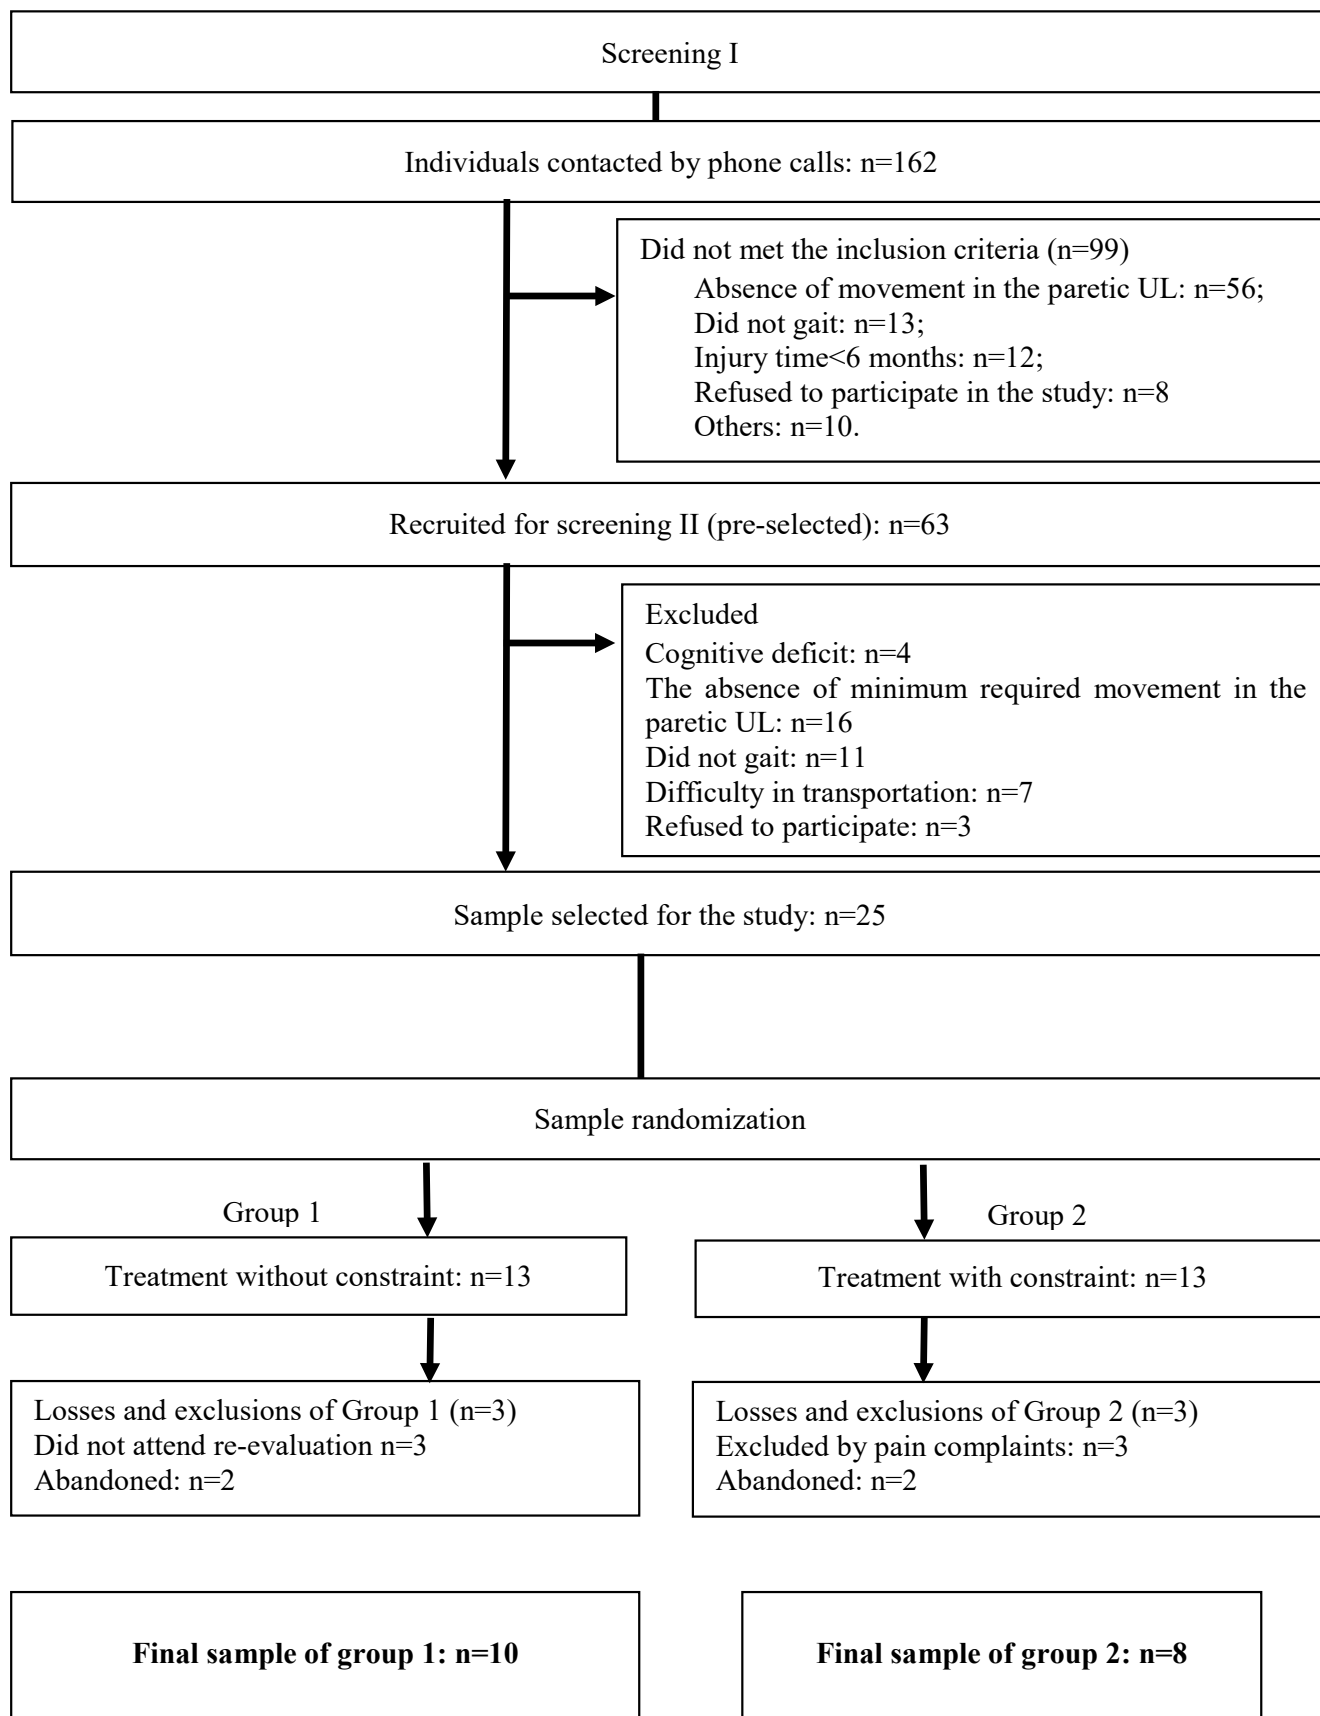 Screening I
Individuals contacted by phone calls: n=162
Did not met the inclusion criteria (n=99)
Absence of movement in the paretic UL: n=56;
Did not gait: n=13;
Injury time<6 months: n=12;
Refused to participate in the study: n=8
Others: n=10.
Recruited for screening II (pre-selected): n=63
Excluded
Cognitive deficit: n=4
The absence of minimum required movement in the
paretic UL: n=16
Did not gait: n=11
Difficulty in transportation: n=7
Refused to participate: n=3
Sample selected for the study: n=25
Sample randomization
Group 1
Group 2
Treatment without constraint: n=13
Treatment with constraint: n=13
Losses and exclusions of Group 1 (n=3)
Did not attend re-evaluation n=3
Abandoned: n=2
Losses and exclusions of Group 2 (n=3)
Excluded by pain complaints: n=3
Abandoned: n=2
Final sample of group 1: n=10
Final sample of group 2: n=8